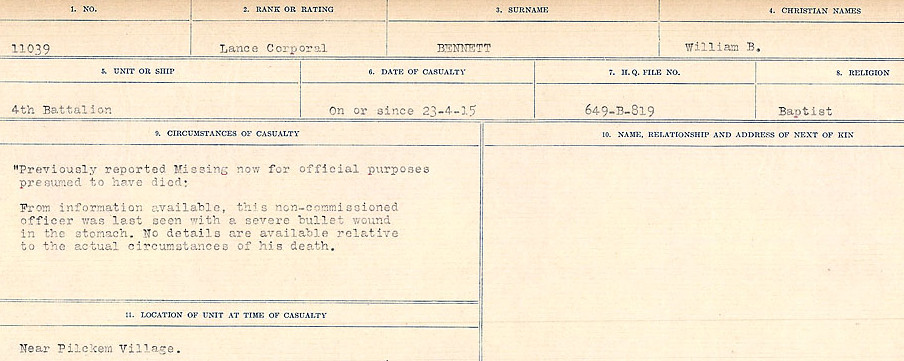 1. NO. 2. RANK OR RATING 3. SURNAME 4. CHRISTIAN NAMES
11039 Lance Corporal BENNETT William B.
5. UNIT OR SHIP 6. DATE OF CASUALTY 7. H.Q. FILE NO. 8. RELIGION
4th Battalion On or since 23-4-15 649-B-819 Baptist
9. CIRCUMSTANCES OF CASUALTY
"Previously reported Missing now for official purposes
presumed to have died;
From information available, this non-commissioned
officer was last seen with a severe bullet wound
in the stomach. No details are available relative
to the actual circumstances of his death.
10. NAME, RELATIONSHIP AND ADDRESS OF NEXT OF KIN
11. LOCATION OF UNIT AT TIME OF CASUALTY
Near Pilckem Village.